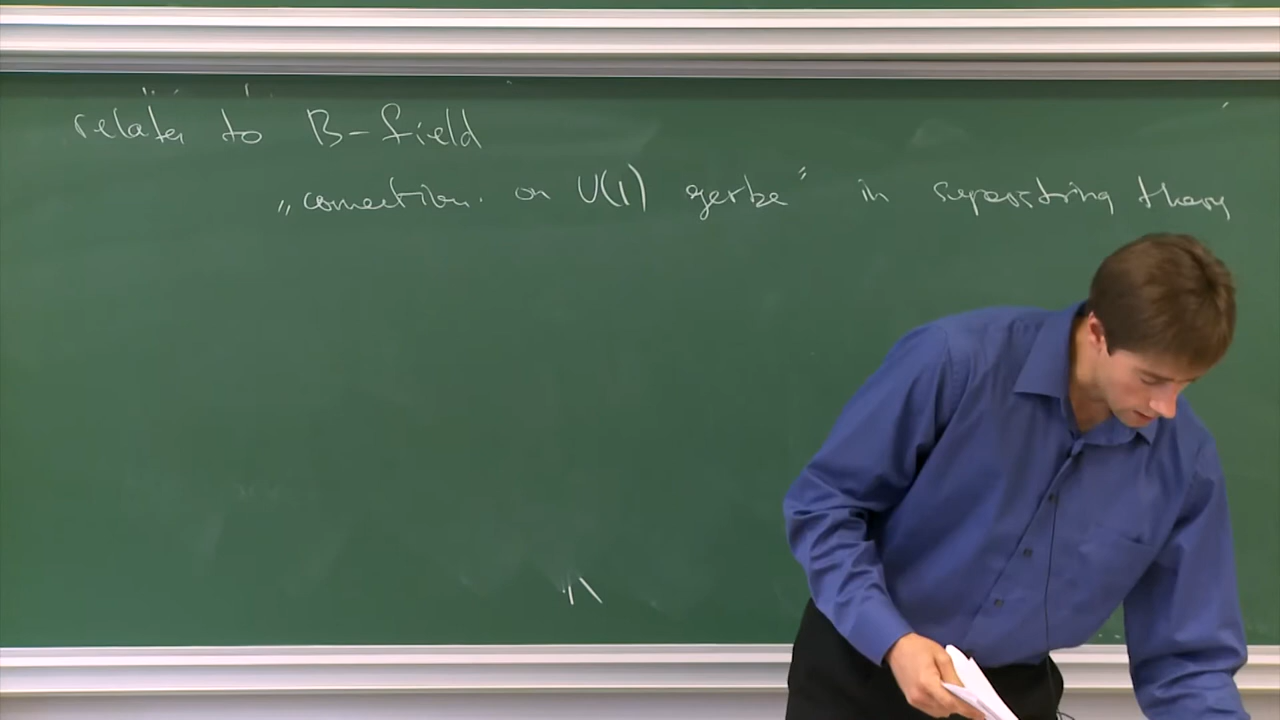 relates to B-field
„connection. on U(1) gerbe" in superstring theory